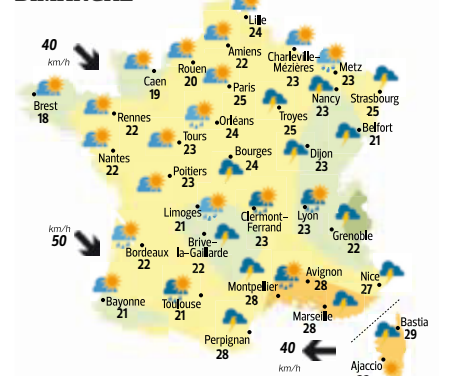 DIMANCHE
40
km/h
Lille
24
Amiens
22
Charleville-
Mézières
23
Rouen
20
Metz
23
Caen
19
Paris
25
Nancy
23
Strasbourg
25
Brest
18
Rennes
22
Orléans
24
Troyes
25
Belfort
21
Tours
23
Nantes
22
Bourges
24
Dijon
23
Poitiers
23
Limoges
21
Clermont-
Ferrand
23
Lyon
23
km/h
50
Grenoble
22
Bordeaux
22
Brive-
la-Gaillarde
22
Avignon
28
Nice
27
Montpellier
28
Bayonne
21
Toulouse
21
Marseille
28
Bastia
29
Perpignan
28
40
km/h
Ajaccio